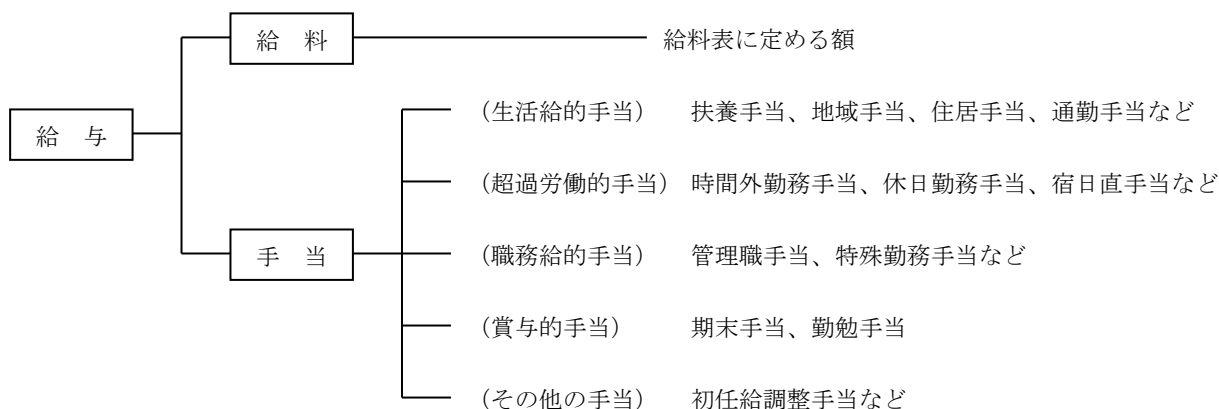 給 料 給料表に定める額
(生活給的手当) 扶養手当、地域手当、住居手当、通勤手当など
給 与
(超過労働的手当) 時間外勤務手当、休日勤務手当、宿日直手当など
手 当 (職務給的手当) 管理職手当、特殊勤務手当など
(賞与的手当) 期末手当、勤勉手当
(その他の手当) 初任給調整手当など